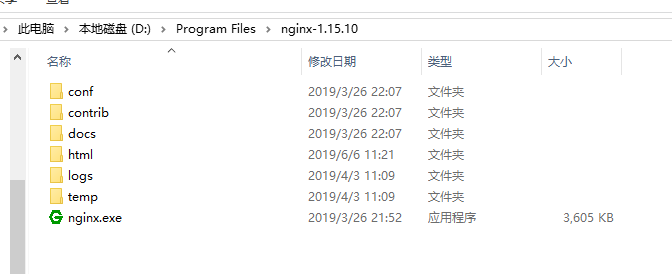 此电脑 本地磁盘 (D:) Program Files nginx-1.15.10
名称 修改日期 类型 大小
conf 2019/3/26 22:07 文件夹
contrib 2019/3/26 22:07 文件夹
docs 2019/3/26 22:07 文件夹
html 2019/6/6 11:21 文件夹
logs 2019/4/3 11:09 文件夹
temp 2019/4/3 11:09 文件夹
nginx.exe 2019/3/26 21:52 应用程序 3,605 KB